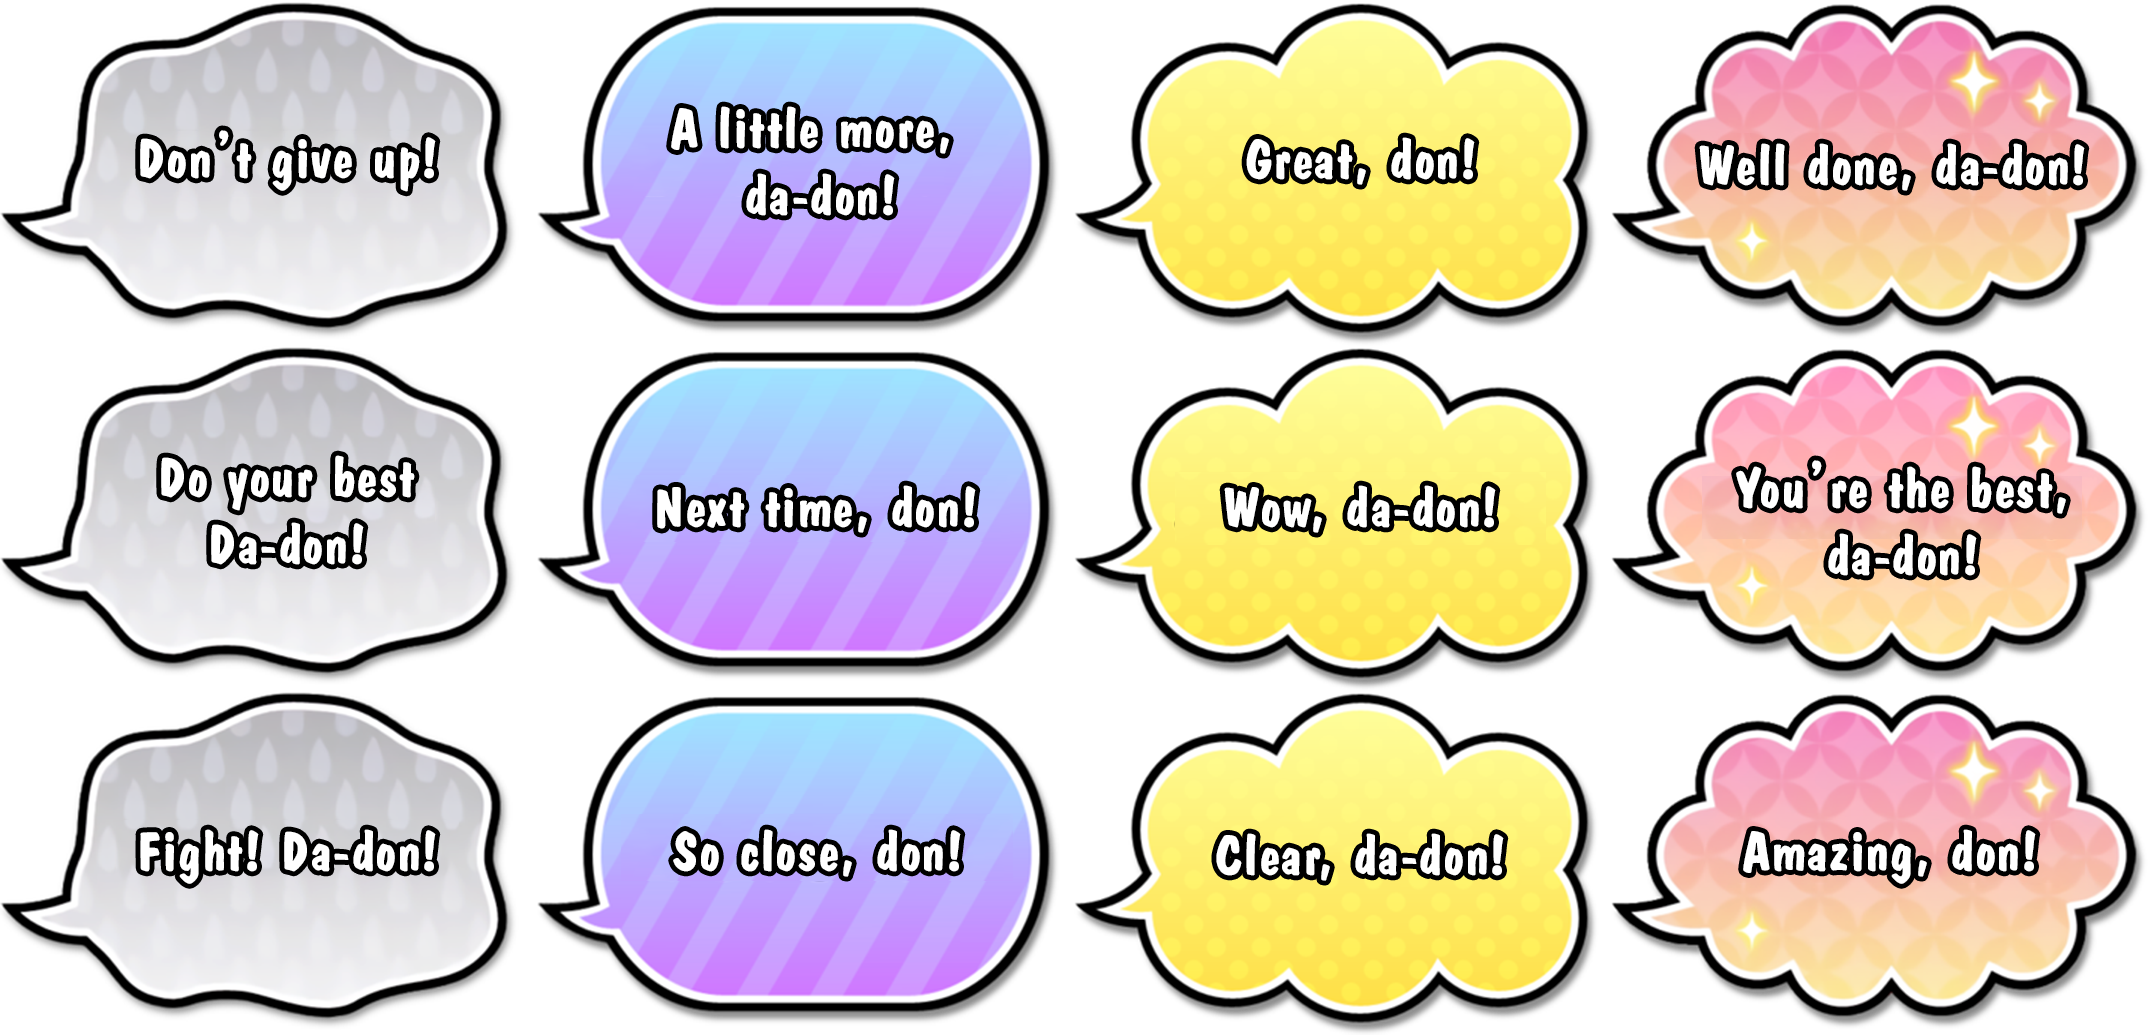 Don't give up!
A little more,
da-don!
Great, don!
Well done, da-don!
Do your best
Da-don!
Next time, don!
Wow, da-don!
You're the best,
da-don!
Fight! Da-don!
So close, don!
Clear, da-don!
Amazing, don!